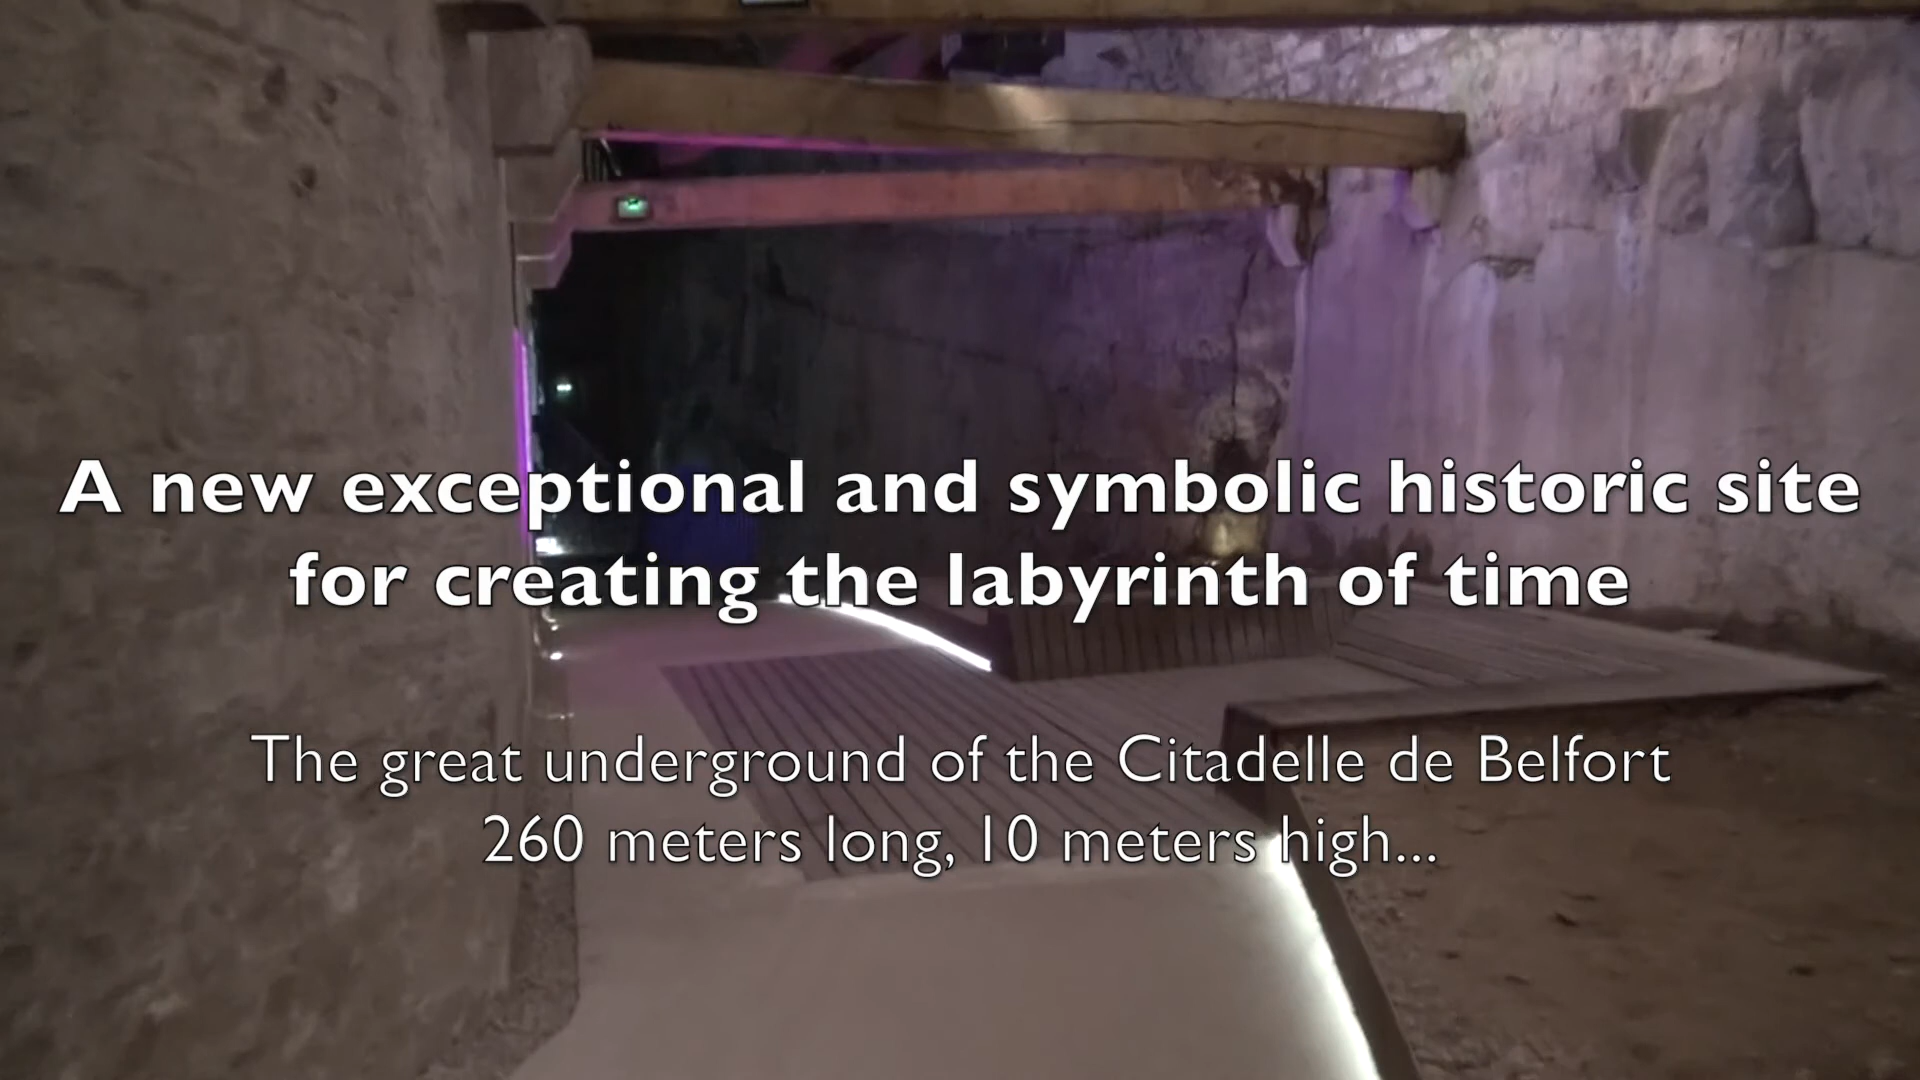 A new exceptional and symbolic historic site
for creating the labyrinth of time
The great underground of the Citadelle de Belfort
260 meters long, 10 meters high...